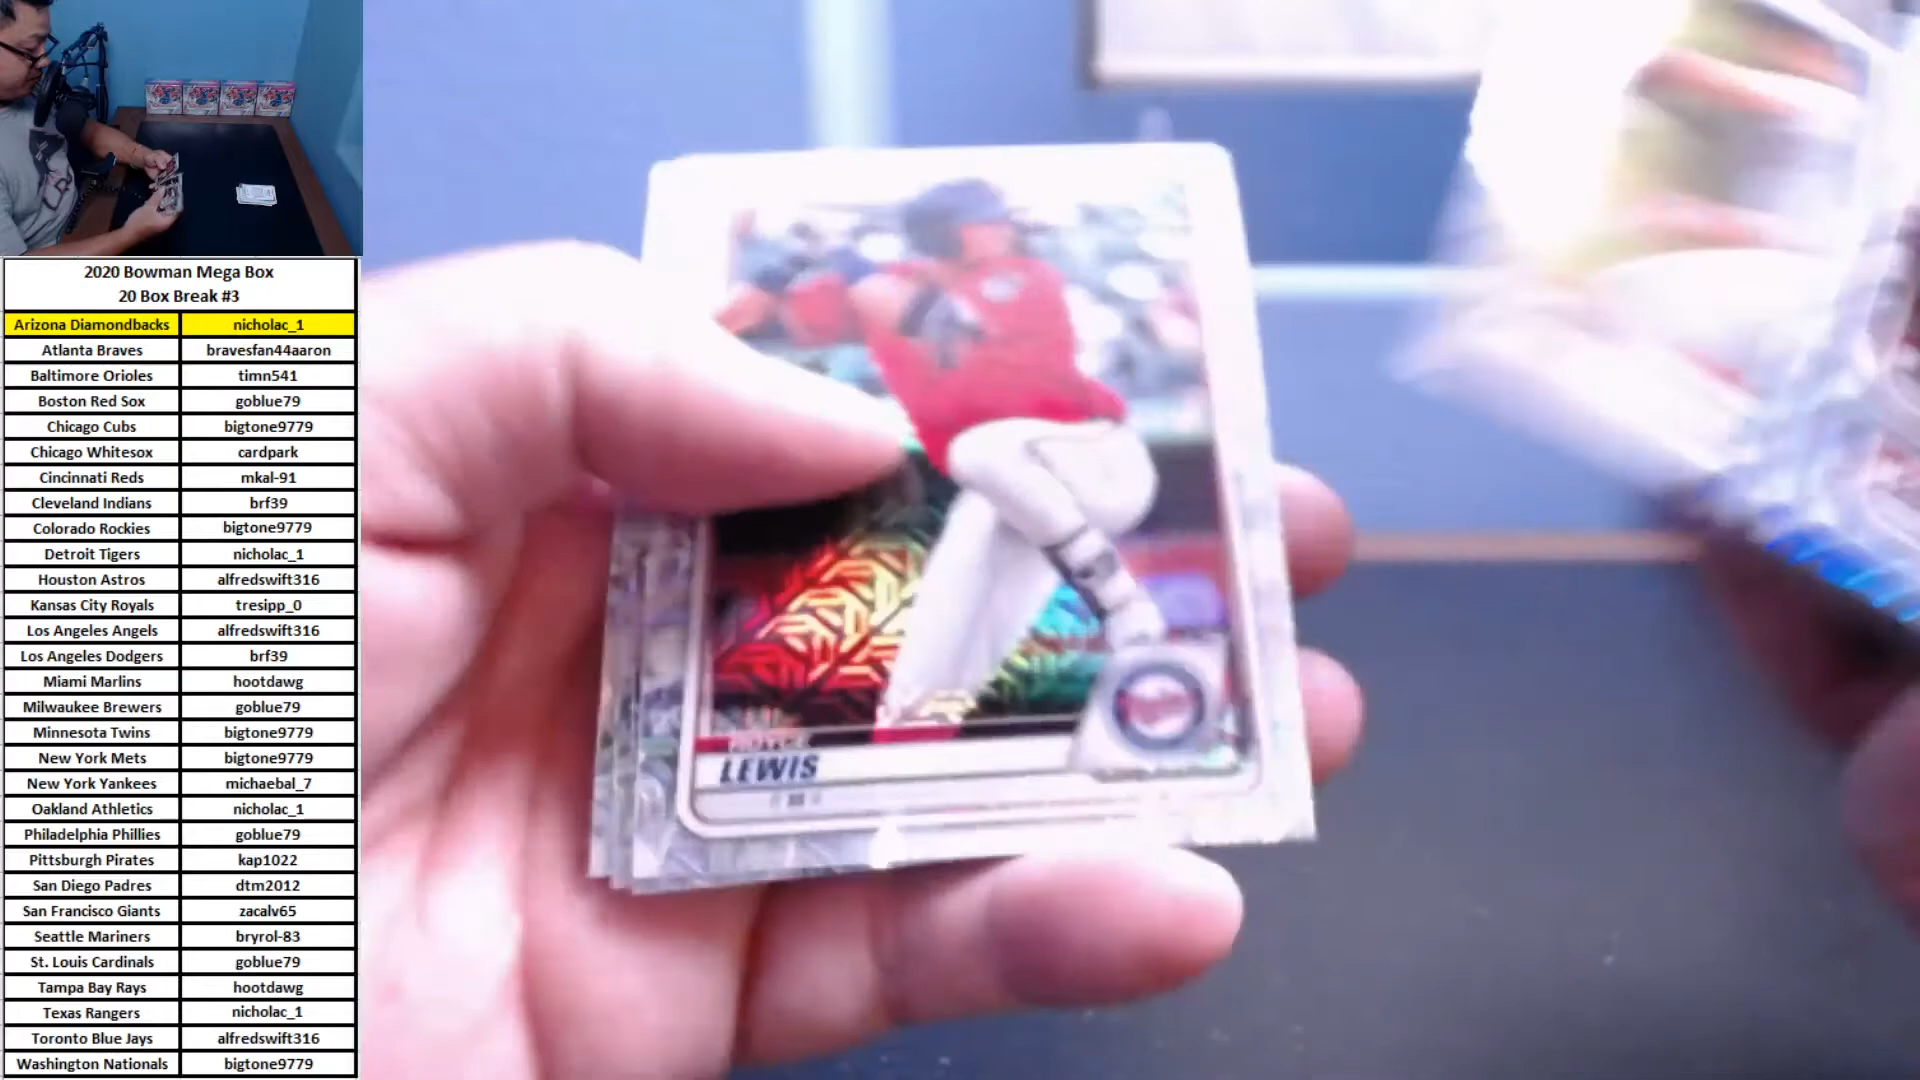 2020 Bowman Mega Box
20 Box Break #3
Arizona Diamondbacks nicholac_1
Atlanta Braves bravesfan44aaron
Baltimore Orioles timn541
Boston Red Sox goblue79
Chicago Cubs bigtone9779
Chicago Whitesox cardpark
Cincinnati Reds mkal-91
Cleveland Indians brf39
Colorado Rockies bigtone9779
Detroit Tigers nicholac_1
Houston Astros alfredswift316
Kansas City Royals tresipp_0
Los Angeles Angels alfredswift316
Los Angeles Dodgers brf39
Miami Marlins hootdawg
Milwaukee Brewers goblue79
Minnesota Twins bigtone9779
New York Mets bigtone9779
New York Yankees michaebal_7
Oakland Athletics nicholac_1
Philadelphia Phillies goblue79
Pittsburgh Pirates kap1022
San Diego Padres dtm2012
San Francisco Giants zacalv65
Seattle Mariners bryrol-83
St. Louis Cardinals goblue79
Tampa Bay Rays hootdawg
Texas Rangers nicholac_1
Toronto Blue Jays alfredswift316
Washington Nationals bigtone9779
ROYCE
LEWIS